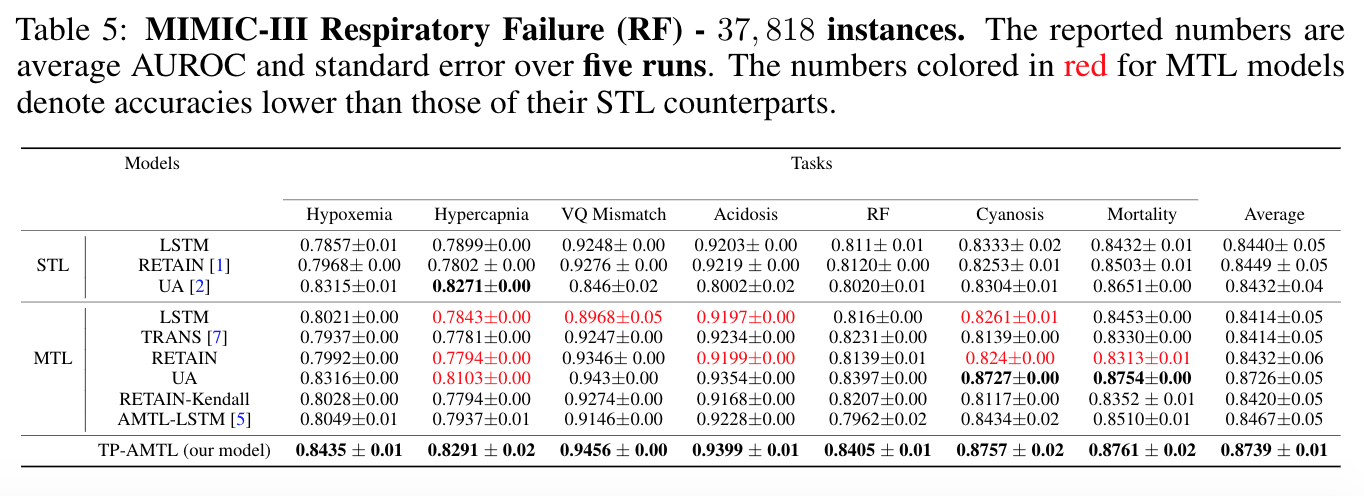 Table 5: MIMIC-III Respiratory Failure (RF) - 37, 818 instances. The reported numbers are
average AUROC and standard error over five runs. The numbers colored in red for MTL models
denote accuracies lower than those of their STL counterparts.
Models Tasks
Hypoxemia Hypercapnia VQ Mismatch Acidosis RF Cyanosis Mortality Average
LSTM 0.7857±0.01 0.7899±0.00 0.9248± 0.00 0.9203± 0.00 0.811± 0.01 0.8333± 0.02 0.8432± 0.01 0.8440± 0.05
STL RETAIN [1] 0.7968± 0.00 0.7802 ± 0.00 0.9276 ± 0.00 0.9219 ± 0.00 0.8120± 0.00 0.8253± 0.01 0.8503± 0.01 0.8449 ± 0.05
UA [2] 0.8315±0.01 0.8271±0.00 0.846±0.02 0.8002±0.02 0.8020±0.01 0.8304±0.01 0.8651±0.00 0.8432±0.04
LSTM 0.8021±0.00 0.7843±0.00 0.8968±0.05 0.9197±0.00 0.816±0.00 0.8261±0.01 0.8453±0.00 0.8414±0.05
TRANS [7] 0.7937±0.01 0.7781±0.00 0.9247±0.00 0.9234±0.00 0.8231±0.00 0.8139±0.00 0.8330±0.00 0.8414±0.05
MTL RETAIN 0.7992±0.00 0.7794±0.00 0.9346± 0.00 0.9199±0.00 0.8139±0.01 0.824±0.00 0.8313±0.01 0.8432±0.06
UA 0.8316±0.00 0.8103±0.00 0.943±0.00 0.9354±0.00 0.8397±0.00 0.8727±0.00 0.8754±0.00 0.8726±0.05
RETAIN-Kendall 0.8028±0.00 0.7794±0.00 0.9274±0.00 0.9168±0.00 0.8207±0.00 0.8117±0.00 0.8352 ± 0.01 0.8420±0.05
AMTL-LSTM [5] 0.8049±0.01 0.7937±0.01 0.9146±0.00 0.9228±0.00 0.7962±0.02 0.8434±0.02 0.8510±0.01 0.8467±0.05
TP-AMTL (our model) 0.8435 ± 0.01 0.8291 ± 0.02 0.9456 ± 0.00 0.9399 ± 0.01 0.8405 ± 0.01 0.8757 ± 0.02 0.8761 ± 0.02 0.8739 ± 0.01